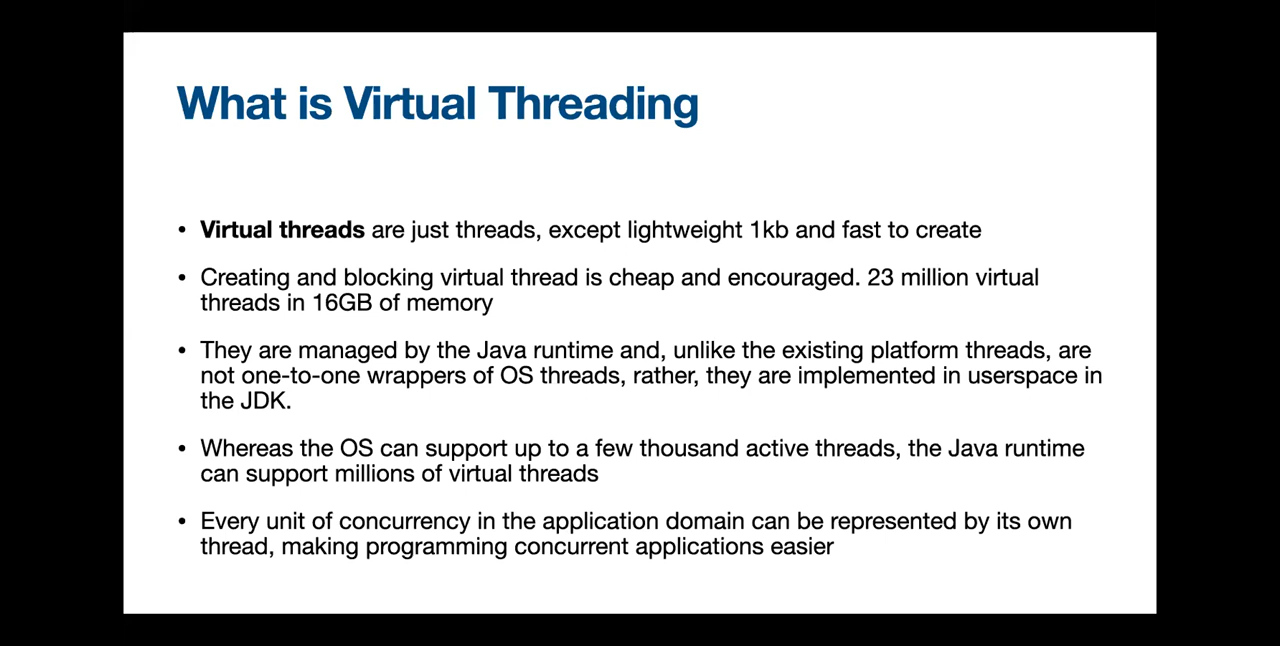 What is Virtual Threading
• Virtual threads are just threads, except lightweight 1kb and fast to create
• Creating and blocking virtual thread is cheap and encouraged. 23 million virtual
threads in 16GB of memory
• They are managed by the Java runtime and, unlike the existing platform threads, are
not one-to-one wrappers of OS threads, rather, they are implemented in userspace in
the JDK.
• Whereas the OS can support up to a few thousand active threads, the Java runtime
can support millions of virtual threads
• Every unit of concurrency in the application domain can be represented by its own
thread, making programming concurrent applications easier